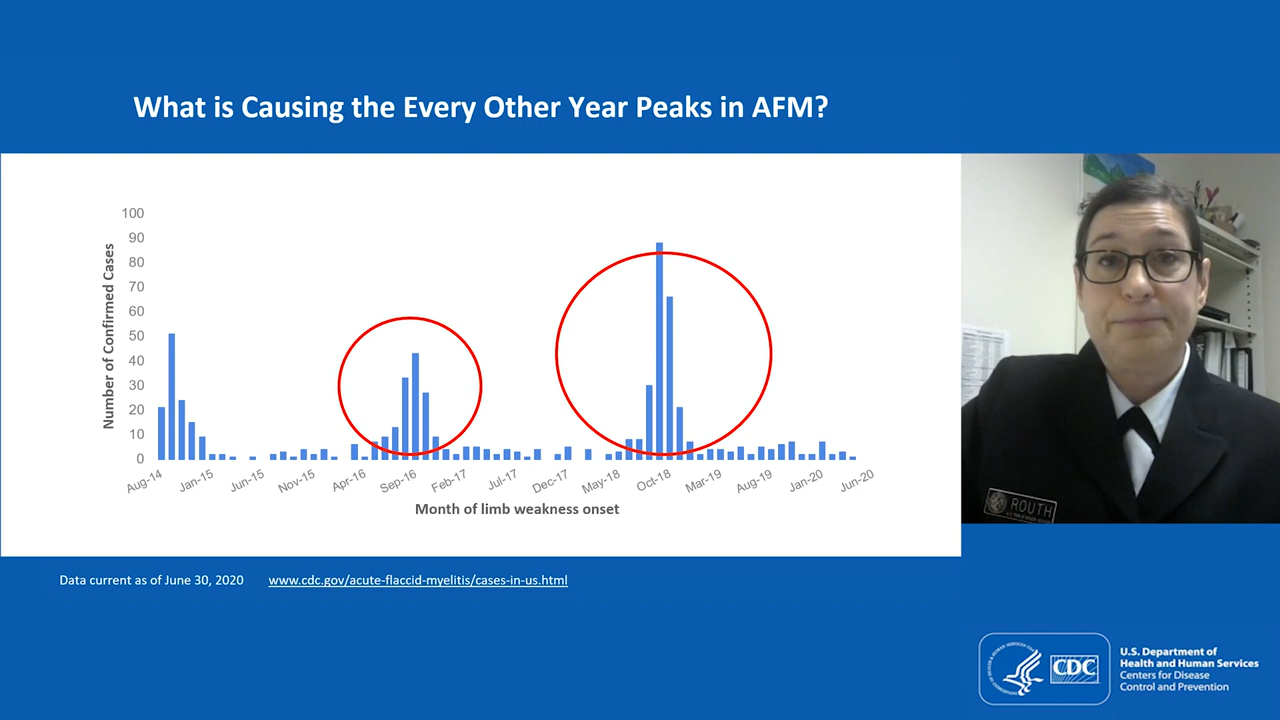 What is Causing the Every Other Year Peaks in AFM?
Number of Confirmed Cases
100
90
80
70
60
50
40
30
20
10
0
Aug-14
Jan-15
Jun-15
Nov-15
Apr-16
Sep-16
Feb-17
Jul-17
Dec-17
May-18
Oct-18
Mar-19
Aug-19
Jan-20
Jun-20
Month of limb weakness onset
ROUTH
Data current as of June 30, 2020 www.cdc.gov/acute-flaccid-myelitis/cases-in-us.html
CDC
U.S. Department of
Health and Human Services
Centers for Disease
Control and Prevention